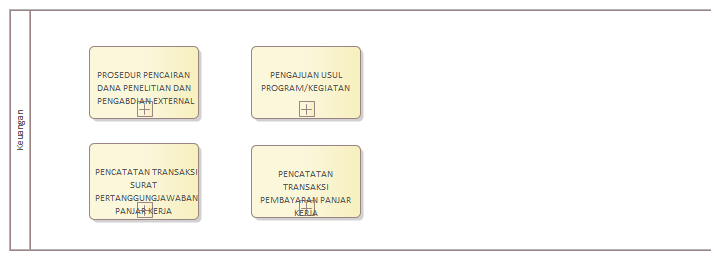 Keuangan
PROSEDUR PENCAIRAN
DANA PENELITIAN DAN
PENGABDIAN EXTERNAL
PENGAJUAN USUL
PROGRAM/KEGIATAN
PENCATATAN TRANSAKSI
SURAT
PERTANGGUNGJAWABAN
PANJAR KERJA
PENCATATAN
TRANSAKSI
PEMBAYARAN PANJAR
KERJA